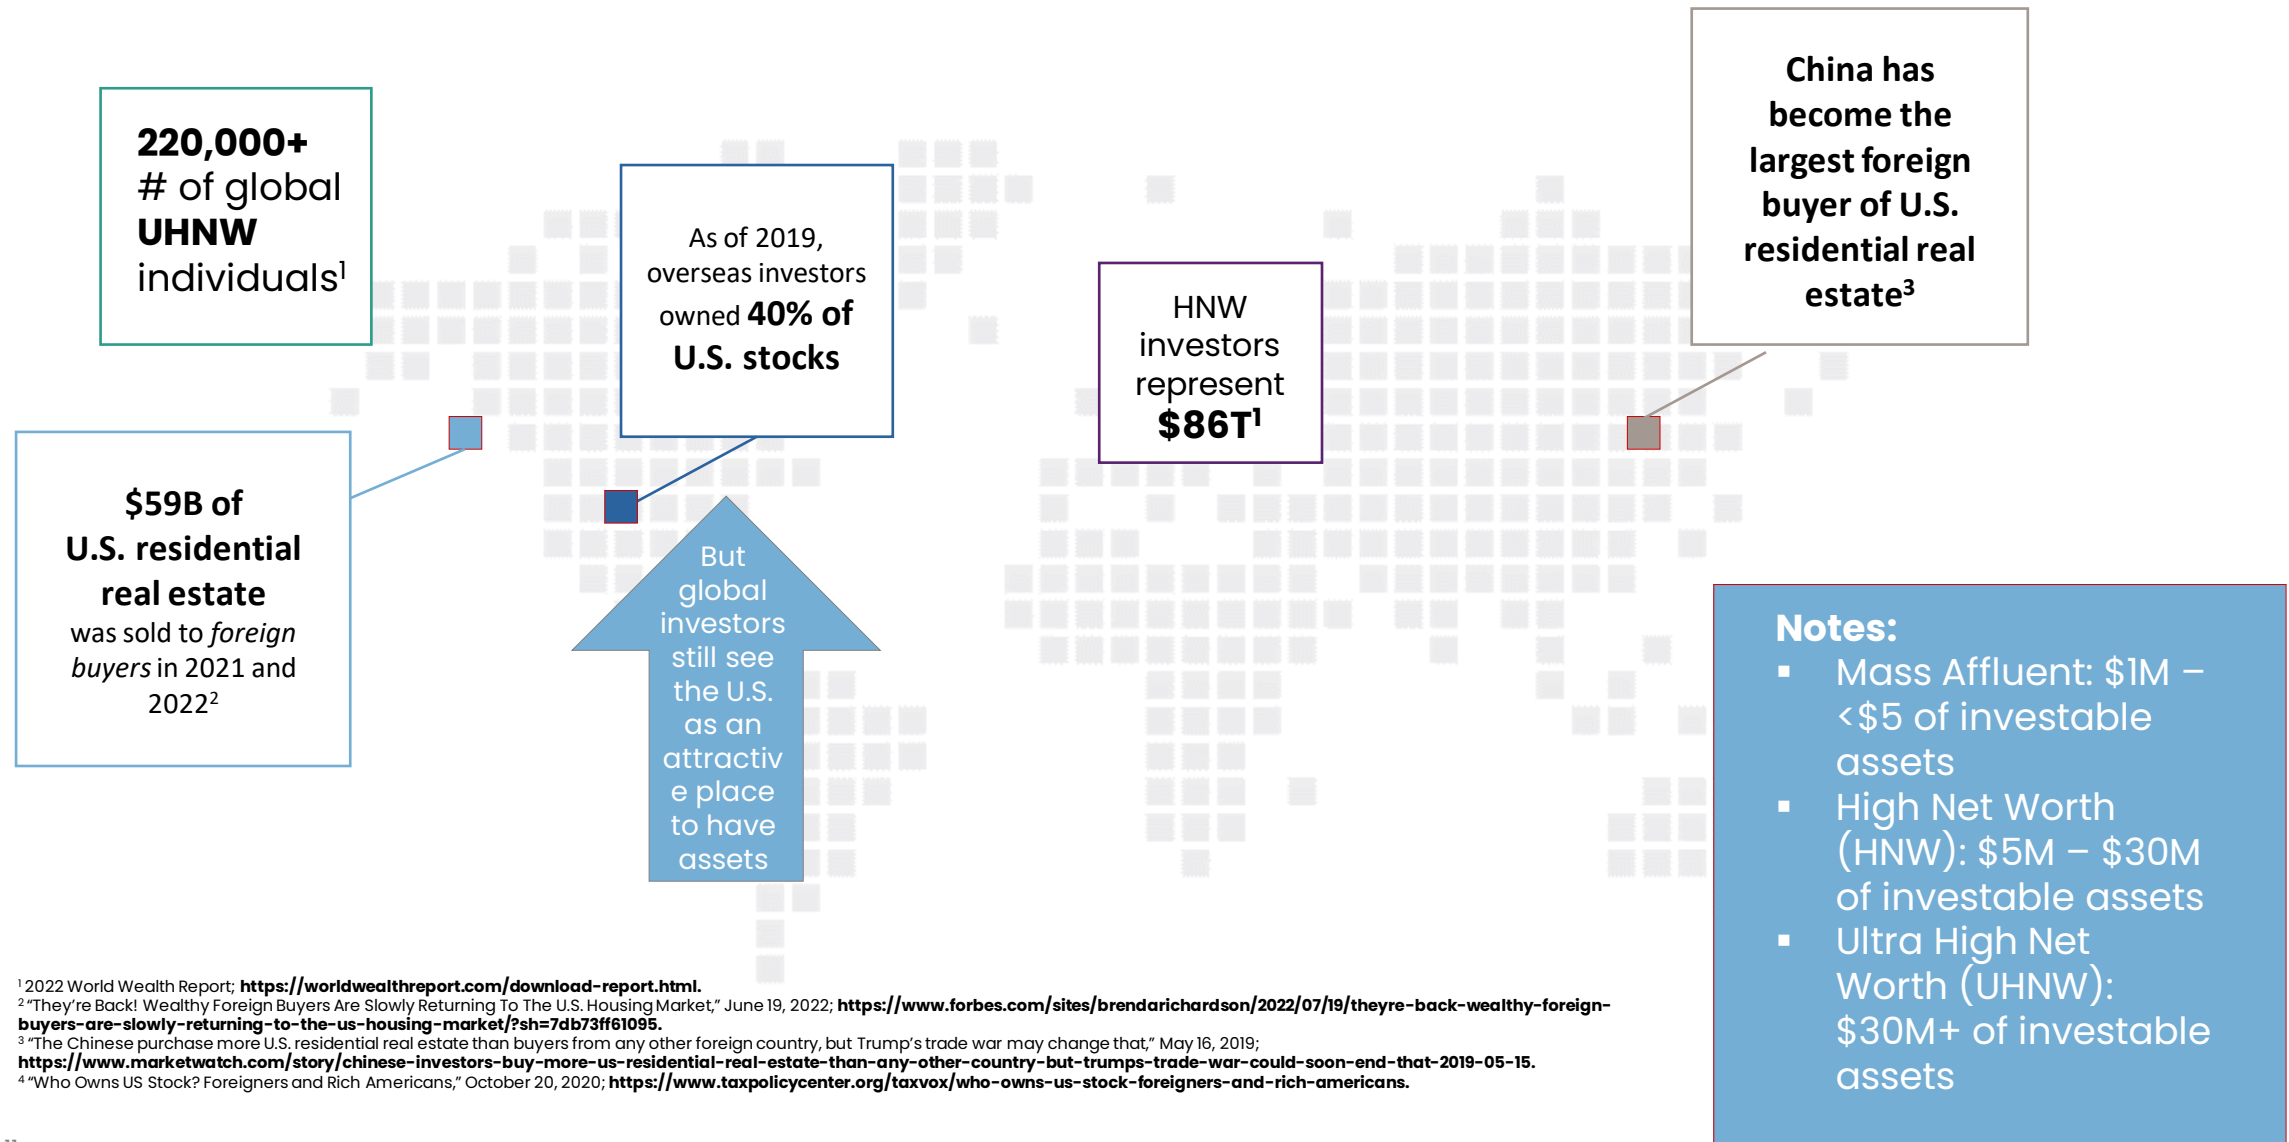 220,000+
# of global
UHNW
individuals¹
As of 2019,
overseas investors
owned 40% of
U.S. stocks
HNW
investors
represent
$86T¹
China has
become the
largest foreign
buyer of U.S.
residential real
estate³
$59B of
U.S. residential
real estate
was sold to foreign
buyers in 2021 and
2022²
But
global
investors
still see
the U.S.
as an
attractiv
e place
to have
assets
Notes:
▪ Mass Affluent: $1M –
<$5 of investable
assets
▪ High Net Worth
(HNW): $5M – $30M
of investable assets
▪ Ultra High Net
Worth (UHNW):
$30M+ of investable
assets
¹ 2022 World Wealth Report; https://worldwealthreport.com/download-report.html.
² “They’re Back! Wealthy Foreign Buyers Are Slowly Returning To The U.S. Housing Market,” June 19, 2022; https://www.forbes.com/sites/brendarichardson/2022/07/19/theyre-back-wealthy-foreign-
buyers-are-slowly-returning-to-the-us-housing-market/?sh=7db73ff61095.
³ “The Chinese purchase more U.S. residential real estate than buyers from any other foreign country, but Trump’s trade war may change that,” May 16, 2019;
https://www.marketwatch.com/story/chinese-investors-buy-more-us-residential-real-estate-than-any-other-country-but-trumps-trade-war-could-soon-end-that-2019-05-15.
⁴ “Who Owns US Stock? Foreigners and Rich Americans,” October 20, 2020; https://www.taxpolicycenter.org/taxvox/who-owns-us-stock-foreigners-and-rich-americans.